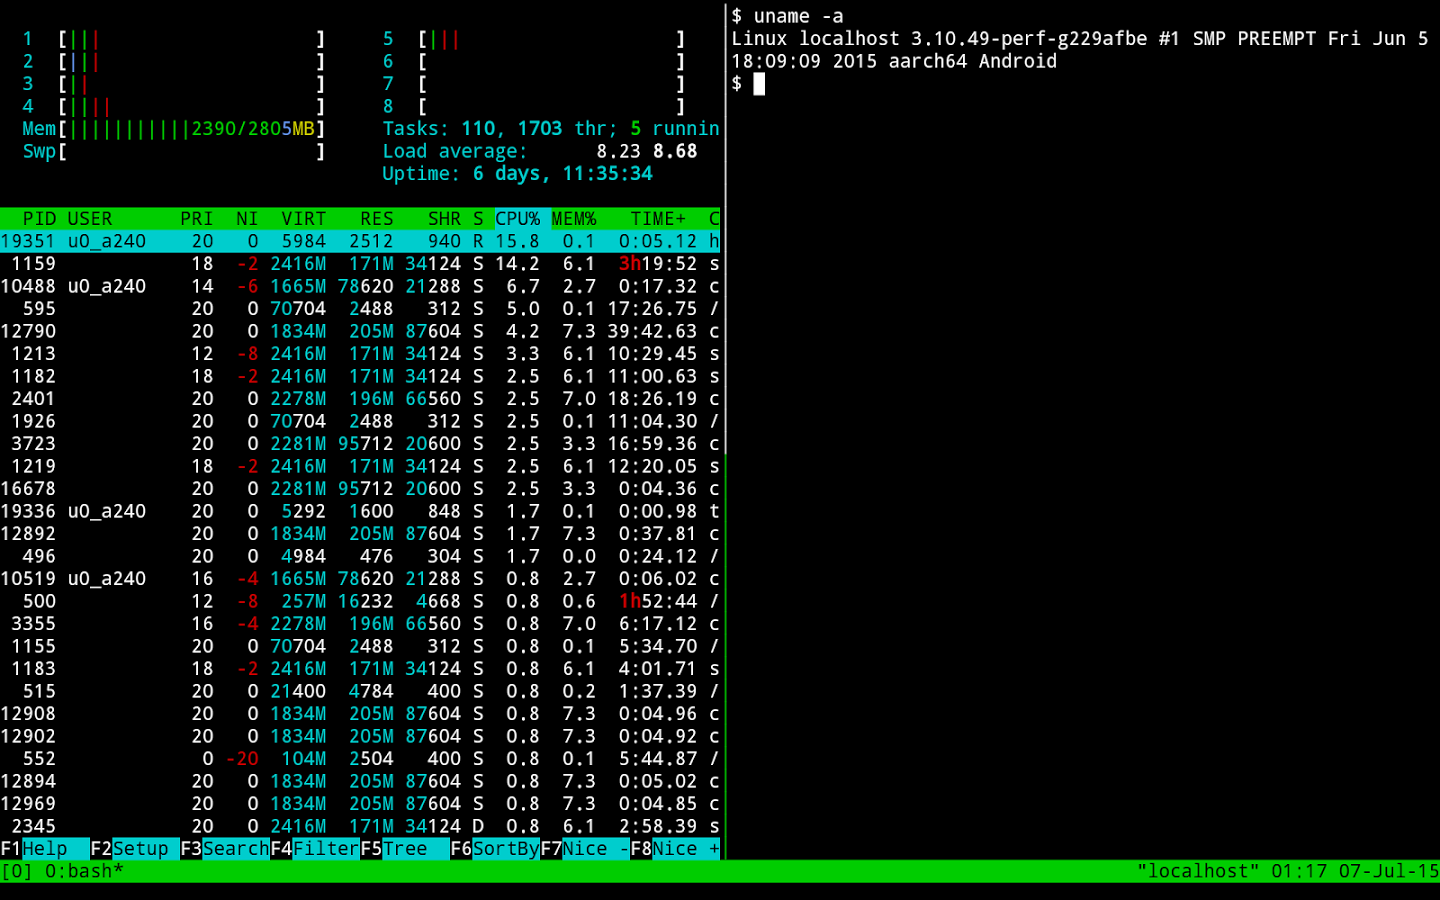 1 [||| ] 5 [||| ]
2 [||| ] 6 [ ]
3 [|| ] 7 [ ]
4 [|||| ] 8 [ ]
Mem[|||||||||||2390/2805MB] Tasks: 110, 1703 thr; 5 runnin
Swp[ ] Load average: 8.23 8.68
Uptime: 6 days, 11:35:34
PID USER PRI NI VIRT RES SHR S CPU% MEM% TIME+ C
19351 u0_a240 20 0 5984 2512 940 R 15.8 0.1 0:05.12 h
1159 18 -2 2416M 171M 34124 S 14.2 6.1 3h19:52 s
10488 u0_a240 14 -6 1665M 78620 21288 S 6.7 2.7 0:17.32 c
595 20 0 70704 2488 312 S 5.0 0.1 17:26.75 /
12790 20 0 1834M 205M 87604 S 4.2 7.3 39:42.63 c
1213 12 -8 2416M 171M 34124 S 3.3 6.1 10:29.45 s
1182 18 -2 2416M 171M 34124 S 2.5 6.1 11:00.63 s
2401 20 0 2278M 196M 66560 S 2.5 7.0 18:26.19 c
1926 20 0 70704 2488 312 S 2.5 0.1 11:04.30 /
3723 20 0 2281M 95712 20600 S 2.5 3.3 16:59.36 c
1219 18 -2 2416M 171M 34124 S 2.5 6.1 12:20.05 s
16678 20 0 2281M 95712 20600 S 2.5 3.3 0:04.36 c
19336 u0_a240 20 0 5292 1600 848 S 1.7 0.1 0:00.98 t
12892 20 0 1834M 205M 87604 S 1.7 7.3 0:37.81 c
496 20 0 4984 476 304 S 1.7 0.0 0:24.12 /
10519 u0_a240 16 -4 1665M 78620 21288 S 0.8 2.7 0:06.02 c
500 12 -8 257M 16232 4668 S 0.8 0.6 1h52:44 /
3355 16 -4 2278M 196M 66560 S 0.8 7.0 6:17.12 c
1155 20 0 70704 2488 312 S 0.8 0.1 5:34.70 /
1183 18 -2 2416M 171M 34124 S 0.8 6.1 4:01.71 s
515 20 0 21400 4784 400 S 0.8 0.2 1:37.39 /
12908 20 0 1834M 205M 87604 S 0.8 7.3 0:04.96 c
12902 20 0 1834M 205M 87604 S 0.8 7.3 0:04.92 c
552 0 -20 104M 2504 400 S 0.8 0.1 5:44.87 /
12894 20 0 1834M 205M 87604 S 0.8 7.3 0:05.02 c
12969 20 0 1834M 205M 87604 S 0.8 7.3 0:04.85 c
2345 20 0 2416M 171M 34124 D 0.8 6.1 2:58.39 s
F1Help F2Setup F3SearchF4FilterF5Tree F6SortByF7Nice -F8Nice +
$ uname -a
Linux localhost 3.10.49-perf-g229afbe #1 SMP PREEMPT Fri Jun 5
18:09:09 2015 aarch64 Android
$
[0] 0:bash* "localhost" 01:17 07-Jul-15